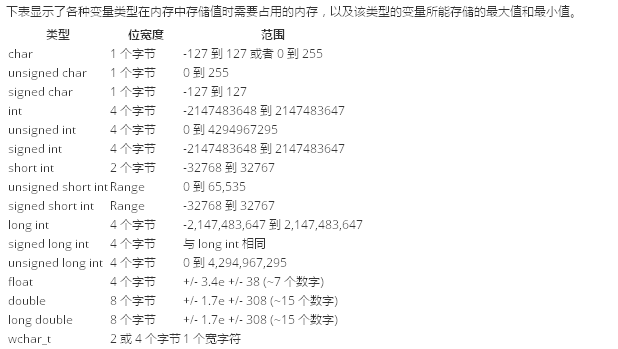 下表显示了各种变量类型在内存中存储值时需要占用的内存，以及该类型的变量所能存储的最大值和最小值。
类型 位宽度 范围
char 1 个字节 -127 到 127 或者 0 到 255
unsigned char 1 个字节 0 到 255
signed char 1 个字节 -127 到 127
int 4 个字节 -2147483648 到 2147483647
unsigned int 4 个字节 0 到 4294967295
signed int 4 个字节 -2147483648 到 2147483647
short int 2 个字节 -32768 到 32767
unsigned short int Range 0 到 65,535
signed short int Range -32768 到 32767
long int 4 个字节 -2,147,483,647 到 2,147,483,647
signed long int 4 个字节 与 long int 相同
unsigned long int 4 个字节 0 到 4,294,967,295
float 4 个字节 +/- 3.4e +/- 38 (~7 个数字)
double 8 个字节 +/- 1.7e +/- 308 (~15 个数字)
long double 8 个字节 +/- 1.7e +/- 308 (~15 个数字)
wchar_t 2 或 4 个字节 1 个宽字符